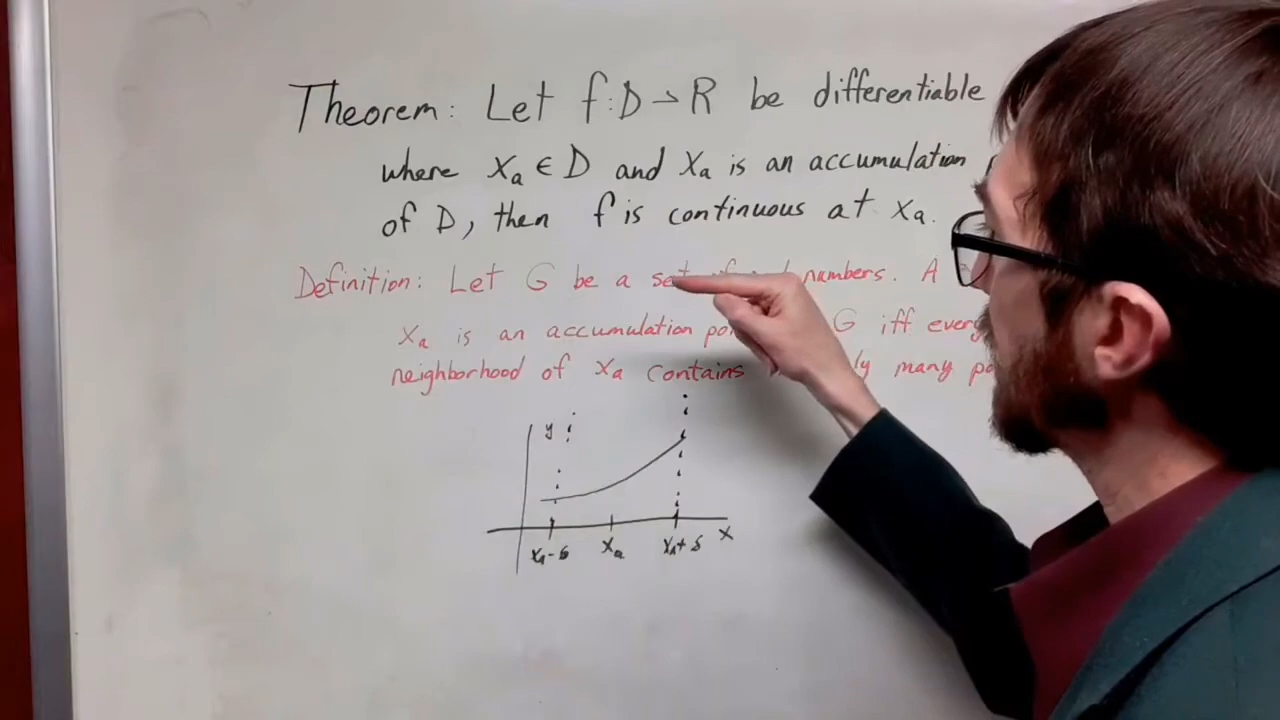 Theorem: Let f:D→R be differentiable
where xₐ ∈ D and xₐ is an accumulation
of D, then f is continuous at xₐ.
Definition: Let G be a set numbers. A
xₐ is an accumulation G iff every
neighborhood of xₐ contains many
y
xₐ-δ xₐ xₐ+δ x